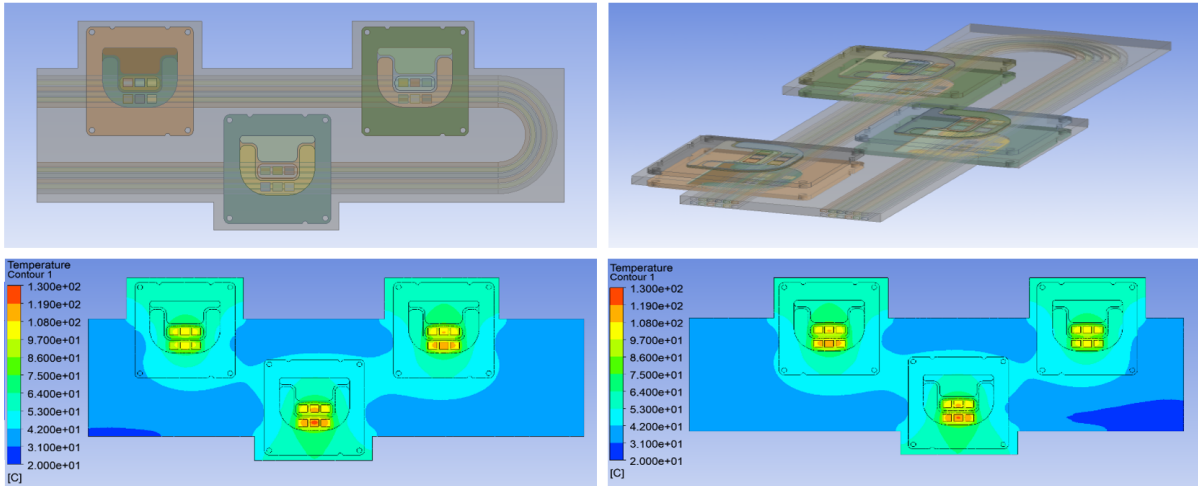 Temperature
Contour 1
1.300e+02
1.190e+02
1.080e+02
9.700e+01
8.600e+01
7.500e+01
6.400e+01
5.300e+01
4.200e+01
3.100e+01
2.000e+01
[C]
Temperature
Contour 1
1.300e+02
1.190e+02
1.080e+02
9.700e+01
8.600e+01
7.500e+01
6.400e+01
5.300e+01
4.200e+01
3.100e+01
2.000e+01
[C]